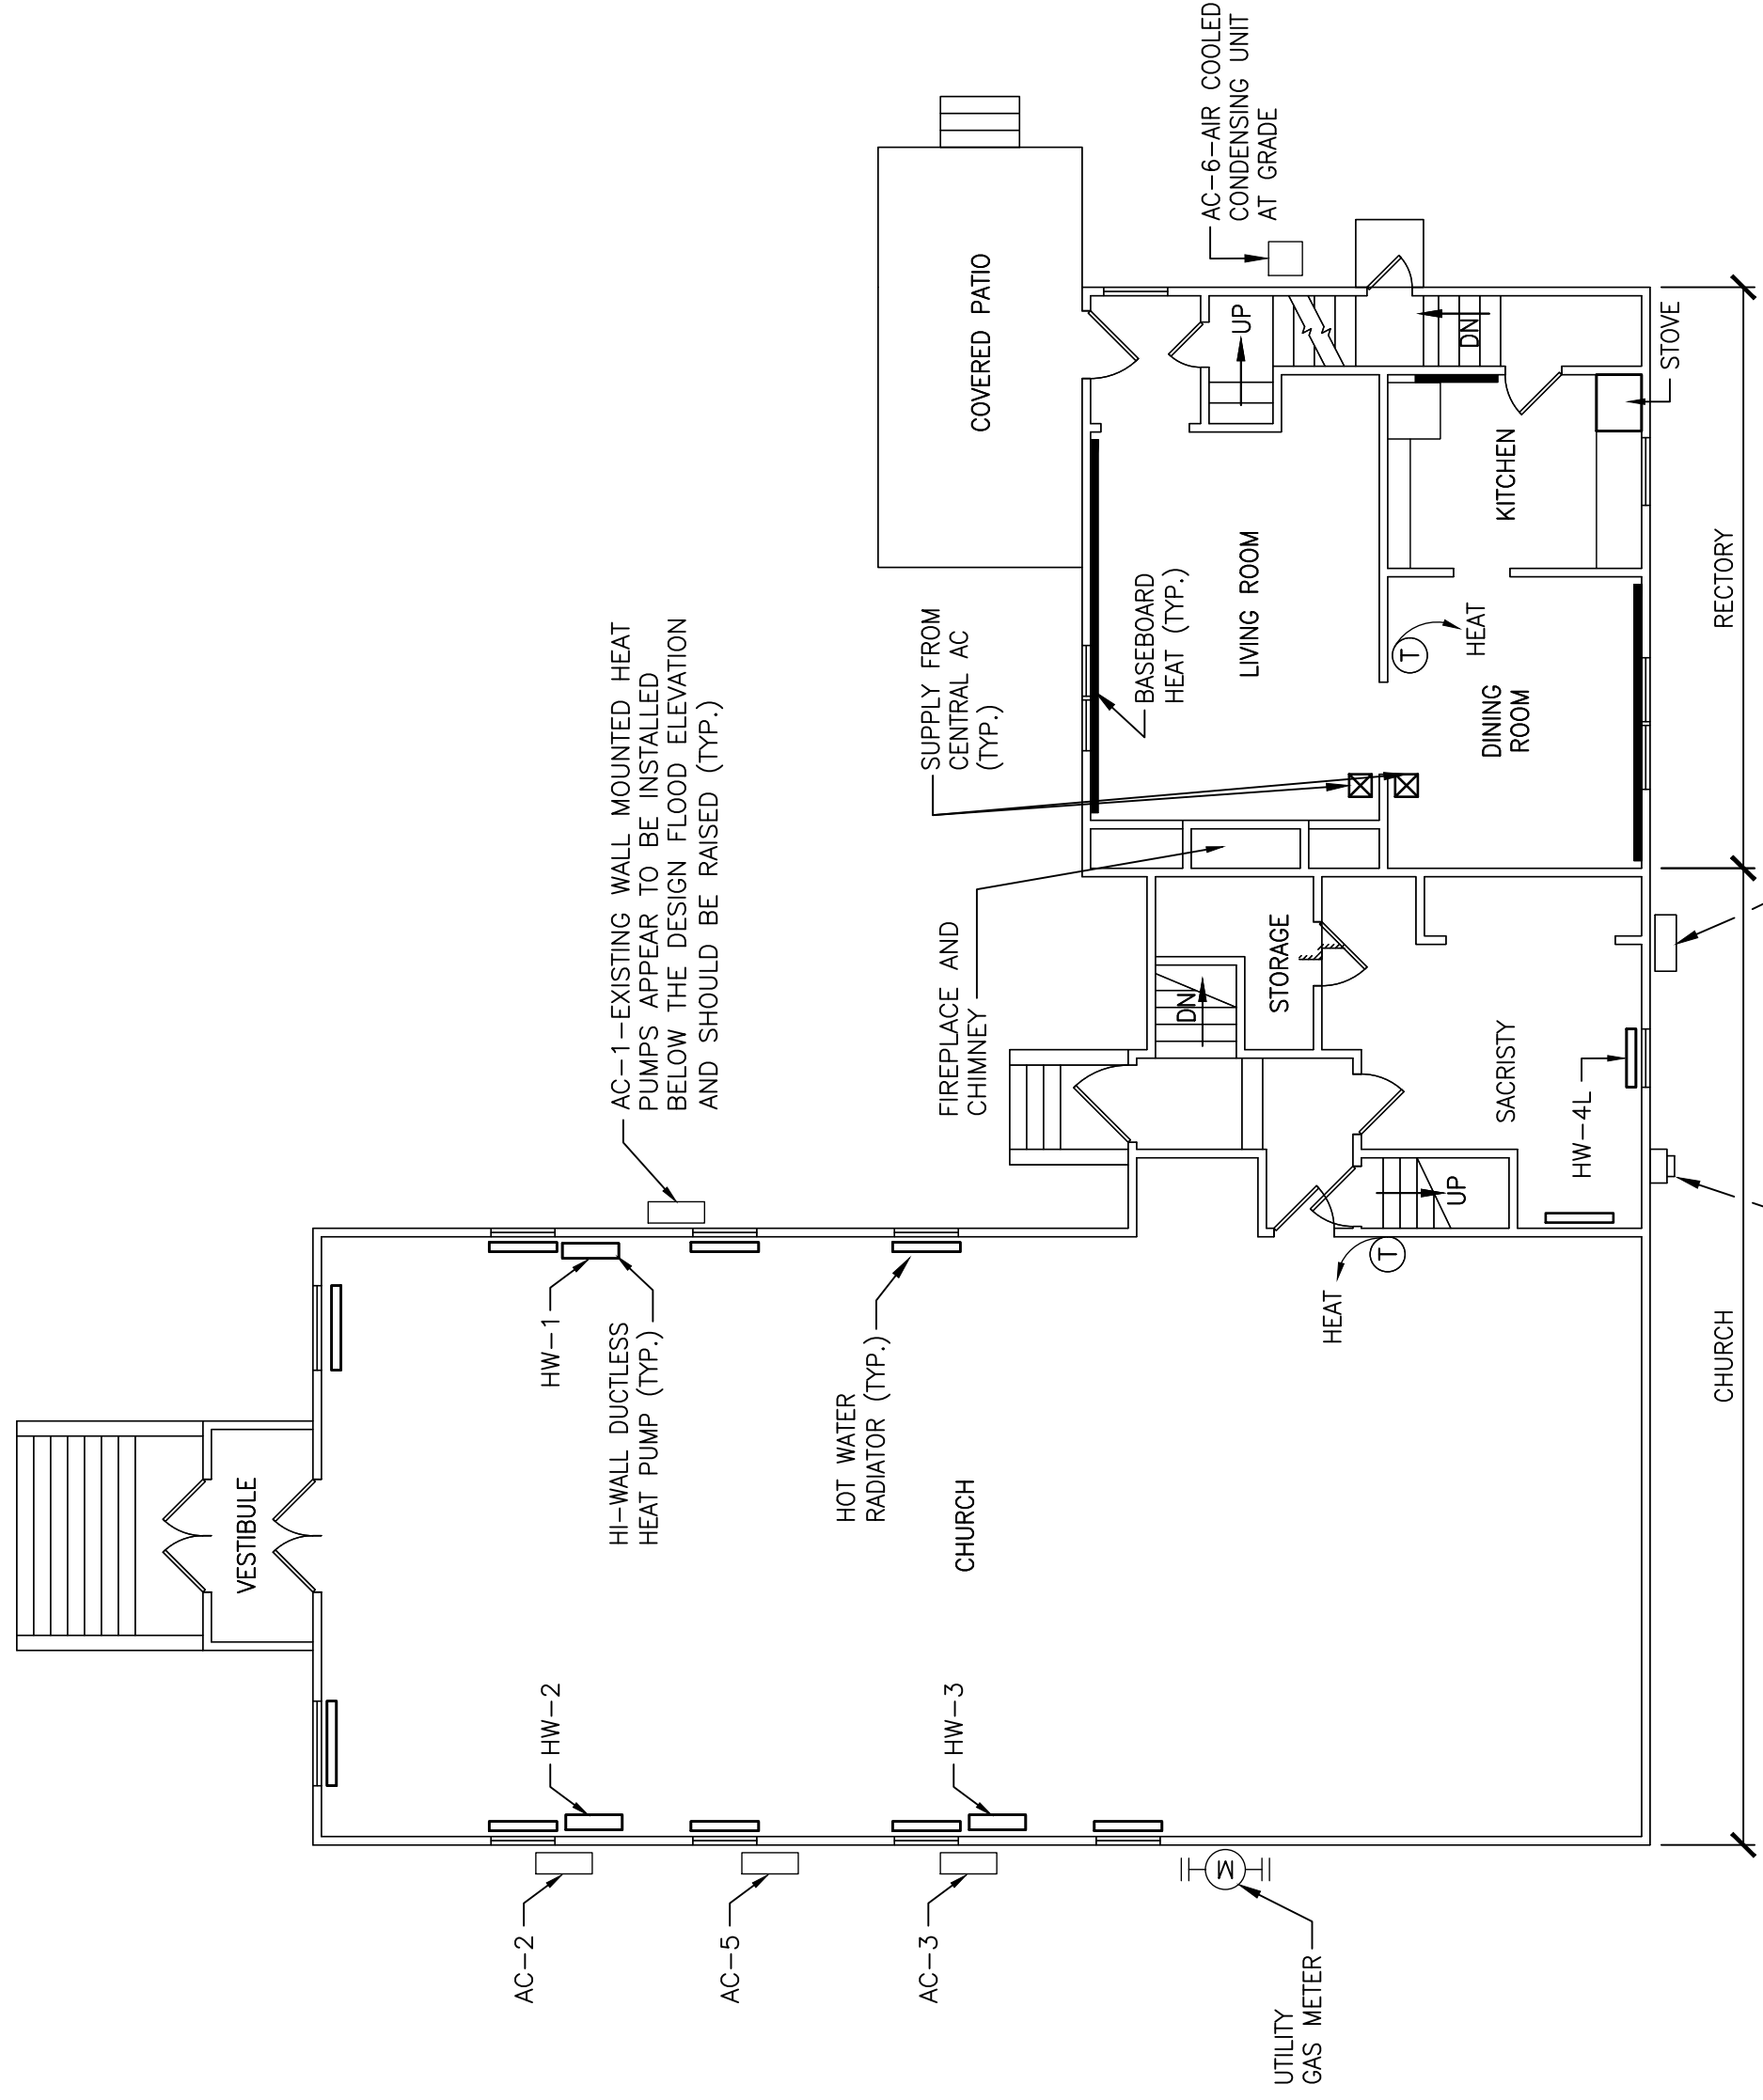 AC-6-AIR COOLED
CONDENSING UNIT
AT GRADE
COVERED PATIO
UP
DN
STOVE
KITCHEN
AC-1-EXISTING WALL MOUNTED HEAT
PUMPS APPEAR TO BE INSTALLED
BELOW THE DESIGN FLOOD ELEVATION
AND SHOULD BE RAISED (TYP.)
SUPPLY FROM
CENTRAL AC
(TYP.)
BASEBOARD
HEAT (TYP.)
LIVING ROOM
T
HEAT
DINING
ROOM
RECTORY
FIREPLACE AND
CHIMNEY
DN
STORAGE
SACRISTY
HW-4L
UP
T
HEAT
HW-1
HI-WALL DUCTLESS
HEAT PUMP (TYP.)
HOT WATER
RADIATOR (TYP.)
CHURCH
VESTIBULE
CHURCH
HW-2
HW-3
AC-2
AC-5
AC-3
M
UTILITY
GAS METER